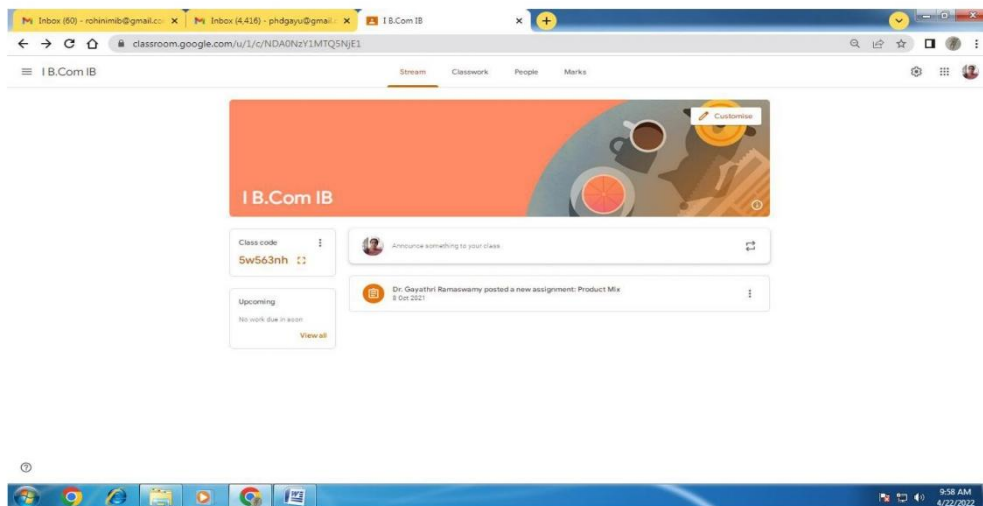 Inbox (60) - rohinimib@gmail.co
Inbox (4,416) - phdgayu@gmail.c
I B.Com IB
classroom.google.com/u/1/c/NDA0NzY1MTQ5NjE1
I B.Com IB
Stream
Classwork
People
Marks
Customise
I B.Com IB
Class code
5w563nh
Announce something to your class
Dr. Gayathri Ramaswamy posted a new assignment: Product Mix
8 Oct 2021
Upcoming
No work due in soon
View all
9:58 AM
4/22/2022